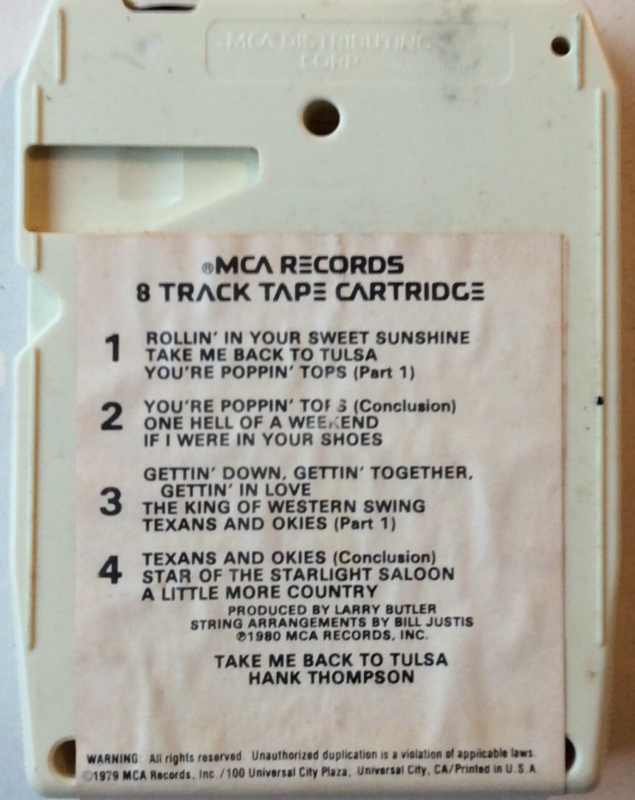 MCA DISTRIBUTING
CORP
®MCA RECORDS
8 TRACK TAPE CARTRIDGE
1 ROLLIN' IN YOUR SWEET SUNSHINE
TAKE ME BACK TO TULSA
YOU'RE POPPIN' TOPS (Part 1)
2 YOU'RE POPPIN' TOPS (Conclusion)
ONE HELL OF A WEEKEND
IF I WERE IN YOUR SHOES
3 GETTIN' DOWN, GETTIN' TOGETHER,
GETTIN' IN LOVE
THE KING OF WESTERN SWING
TEXANS AND OKIES (Part 1)
4 TEXANS AND OKIES (Conclusion)
STAR OF THE STARLIGHT SALOON
A LITTLE MORE COUNTRY
PRODUCED BY LARRY BUTLER
STRING ARRANGEMENTS BY BILL JUSTIS
℗1980 MCA RECORDS, INC.
TAKE ME BACK TO TULSA
HANK THOMPSON
WARNING: All rights reserved. Unauthorized duplication is a violation of appicable laws.
©1979 MCA Records, Inc./100 Universal City Plaza, Universal City, CA/Printed in U.S.A.